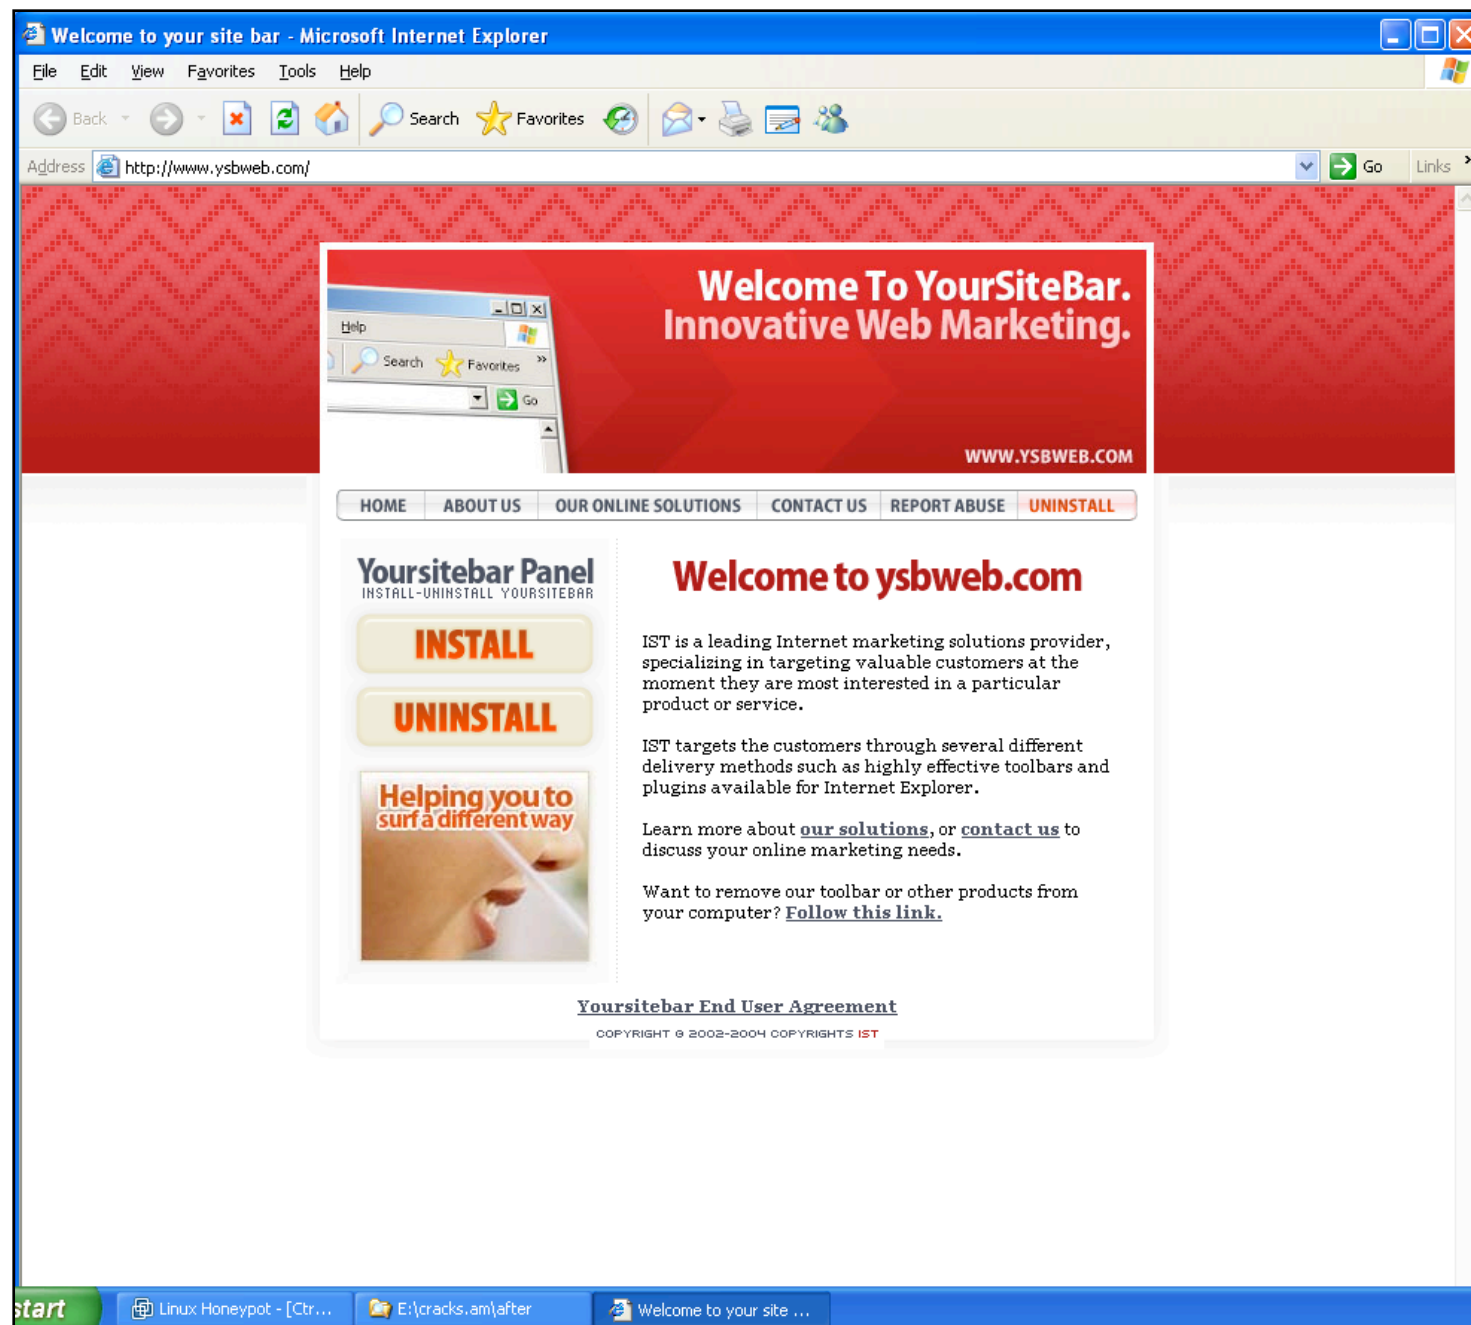 Welcome to your site bar - Microsoft Internet Explorer
File Edit View Favorites Tools Help
Back Search Favorites
Address http://www.ysbweb.com/ Go Links »
Welcome To YourSiteBar.
Innovative Web Marketing.
Help
Search Favorites »
Go
WWW.YSBWEB.COM
HOME ABOUT US OUR ONLINE SOLUTIONS CONTACT US REPORT ABUSE UNINSTALL
Yoursitebar Panel
INSTALL-UNINSTALL YOURSITEBAR
INSTALL
UNINSTALL
Helping you to
surf a different way
Welcome to ysbweb.com
IST is a leading Internet marketing solutions provider,
specializing in targeting valuable customers at the
moment they are most interested in a particular
product or service.
IST targets the customers through several different
delivery methods such as highly effective toolbars and
plugins available for Internet Explorer.
Learn more about our solutions, or contact us to
discuss your online marketing needs.
Want to remove our toolbar or other products from
your computer? Follow this link.
Yoursitebar End User Agreement
COPYRIGHT © 2002-2004 COPYRIGHTS IST
start Linux Honeypot - [Ctr... E:\cracks.am\after Welcome to your site ...